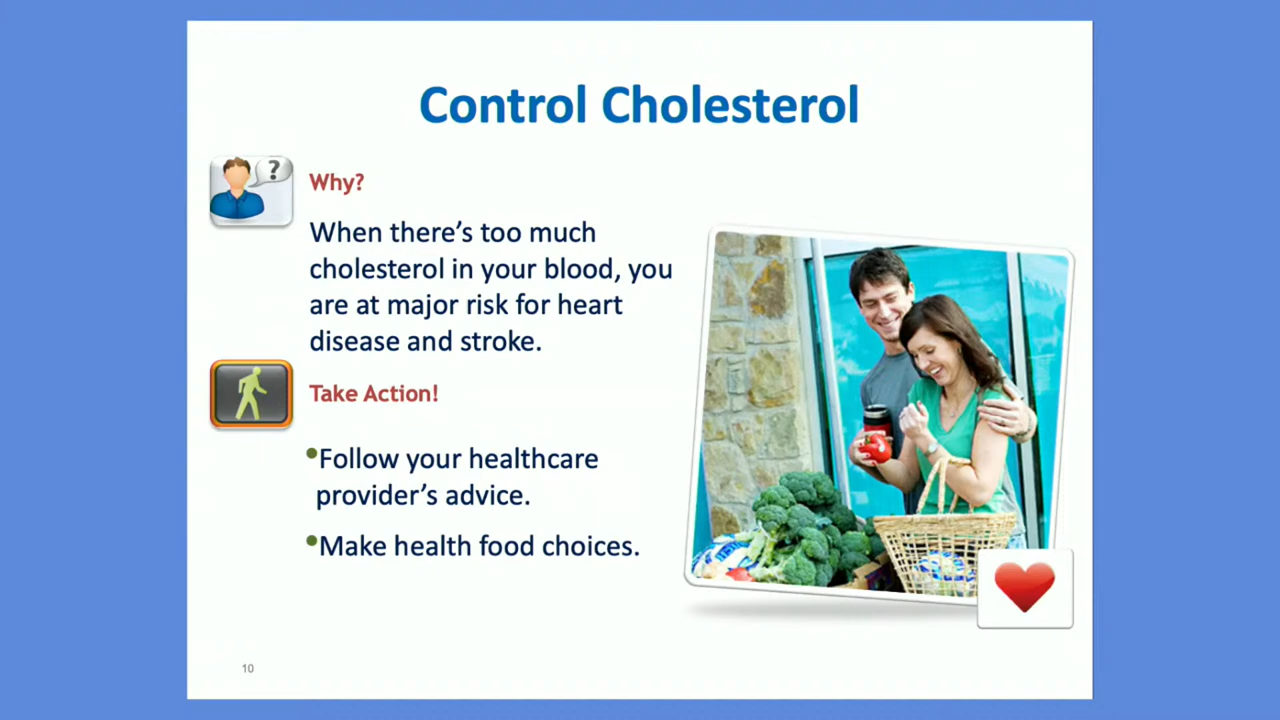 Control Cholesterol
?
Why?
When there's too much
cholesterol in your blood, you
are at major risk for heart
disease and stroke.
Take Action!
•Follow your healthcare
provider's advice.
•Make health food choices.
10